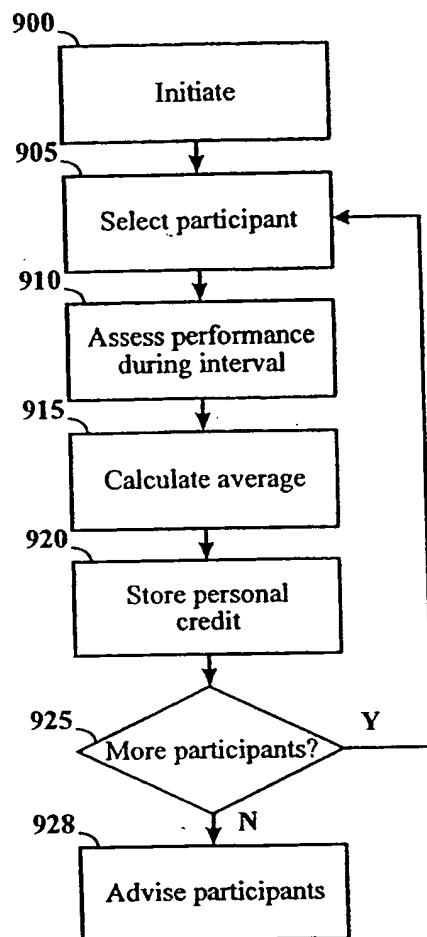 900
Initiate
905
Select participant
910
Assess performance
during interval
915
Calculate average
920
Store personal
credit
925
More participants?
Y
N
928
Advise participants